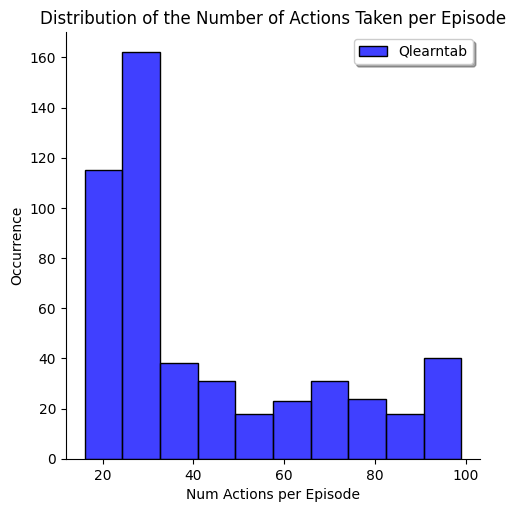 Distribution of the Number of Actions Taken per Episode
Qlearntab
160
140
120
100
80
60
40
20
0
Occurrence
20 40 60 80 100
Num Actions per Episode